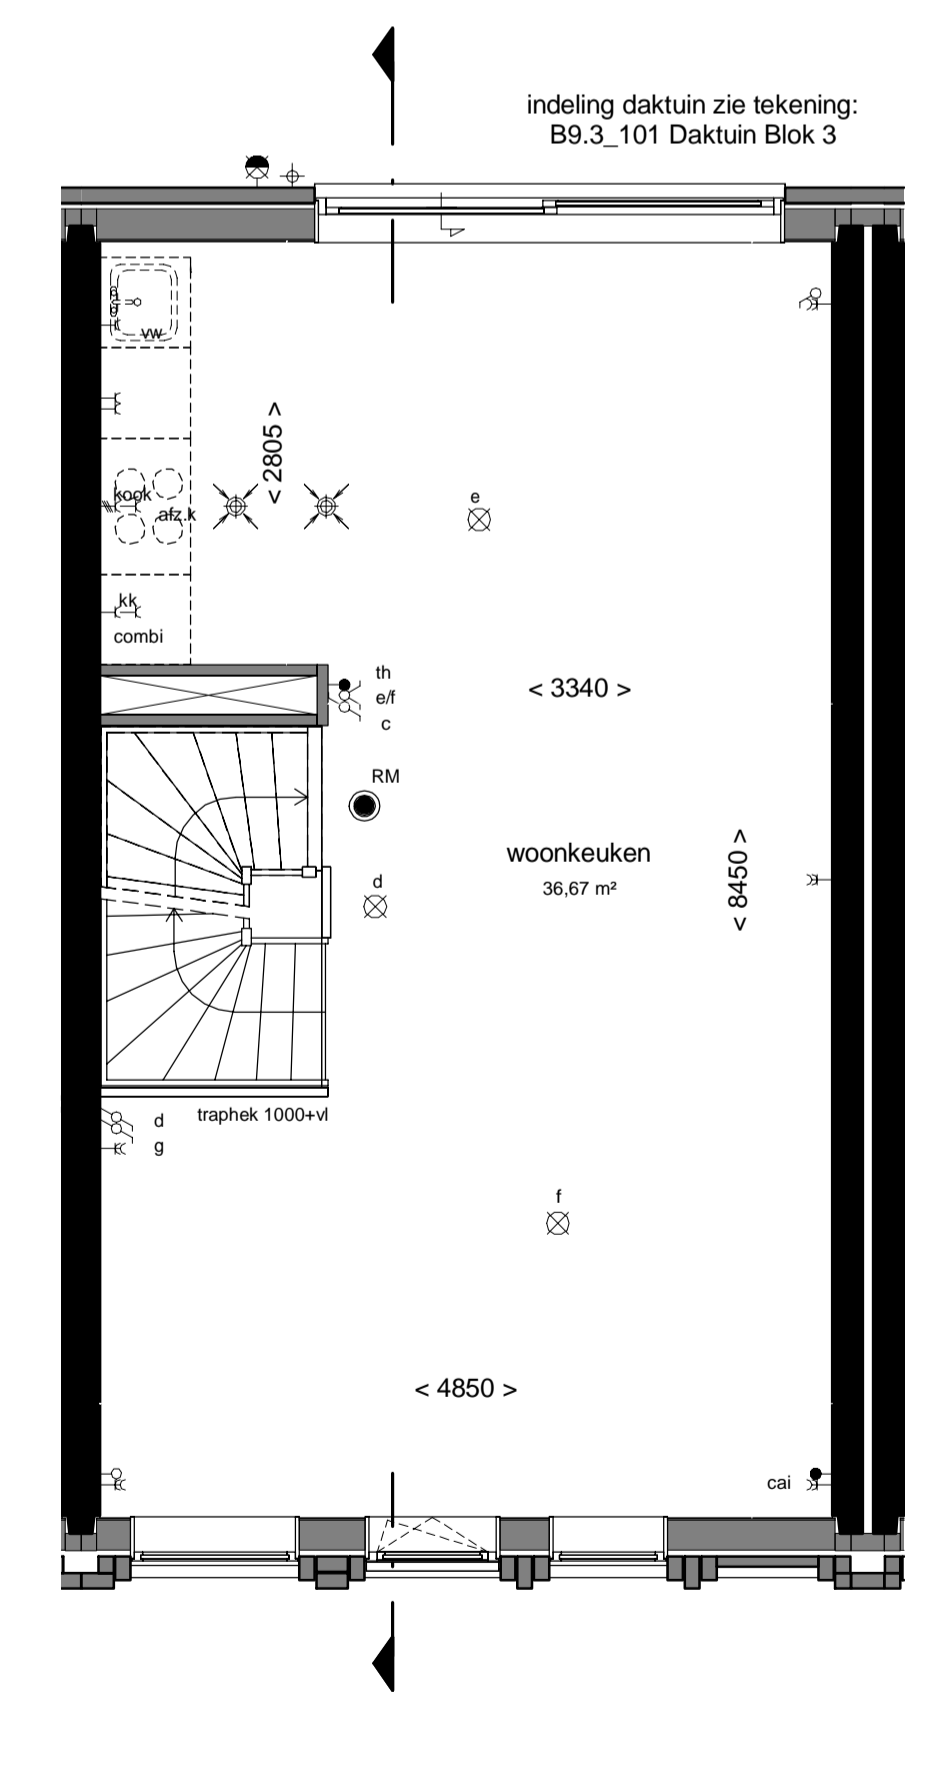 indeling daktuin zie tekening:
B9.3_101 Daktuin Blok 3
vw
< 2805 >
kook
afz.k
e
kk
combi
th
e/f
c
< 3340 >
RM
woonkeuken
36,67 m²
< 8450 >
d
traphek 1000+vl
d
g
f
< 4850 >
cai